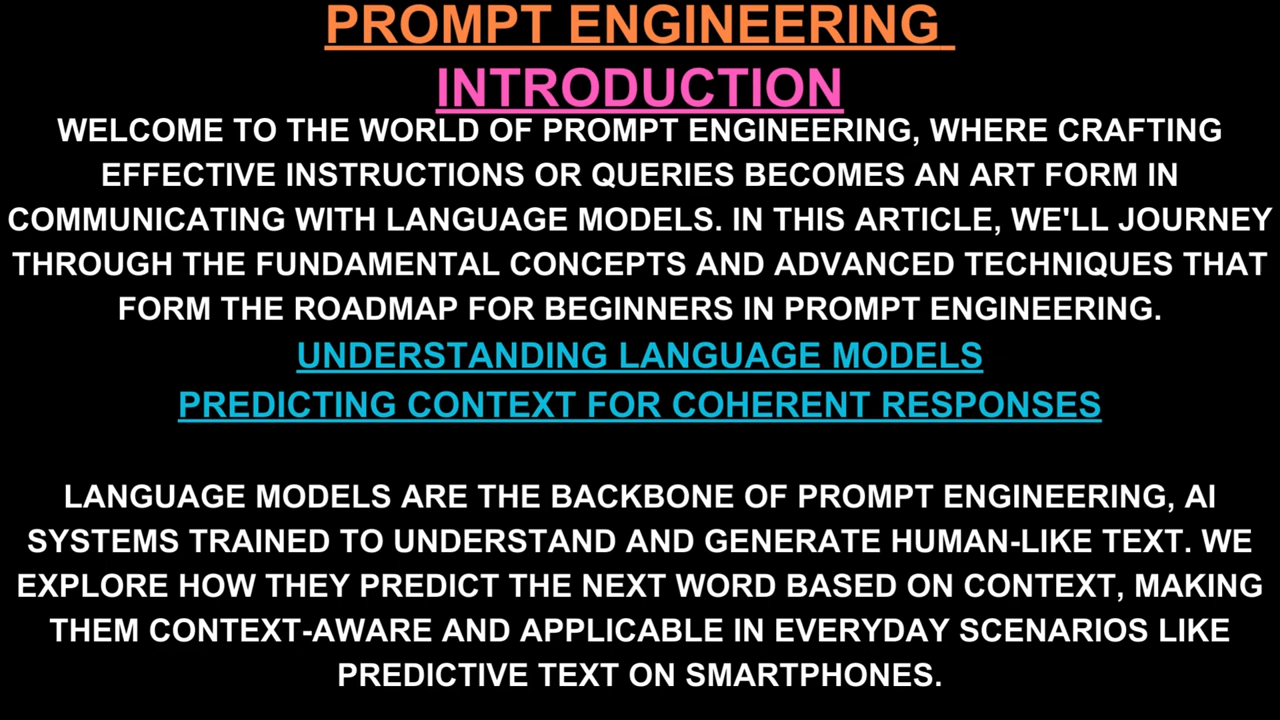 PROMPT ENGINEERING
INTRODUCTION
WELCOME TO THE WORLD OF PROMPT ENGINEERING, WHERE CRAFTING
EFFECTIVE INSTRUCTIONS OR QUERIES BECOMES AN ART FORM IN
COMMUNICATING WITH LANGUAGE MODELS. IN THIS ARTICLE, WE'LL JOURNEY
THROUGH THE FUNDAMENTAL CONCEPTS AND ADVANCED TECHNIQUES THAT
FORM THE ROADMAP FOR BEGINNERS IN PROMPT ENGINEERING.
UNDERSTANDING LANGUAGE MODELS
PREDICTING CONTEXT FOR COHERENT RESPONSES
LANGUAGE MODELS ARE THE BACKBONE OF PROMPT ENGINEERING, AI
SYSTEMS TRAINED TO UNDERSTAND AND GENERATE HUMAN-LIKE TEXT. WE
EXPLORE HOW THEY PREDICT THE NEXT WORD BASED ON CONTEXT, MAKING
THEM CONTEXT-AWARE AND APPLICABLE IN EVERYDAY SCENARIOS LIKE
PREDICTIVE TEXT ON SMARTPHONES.